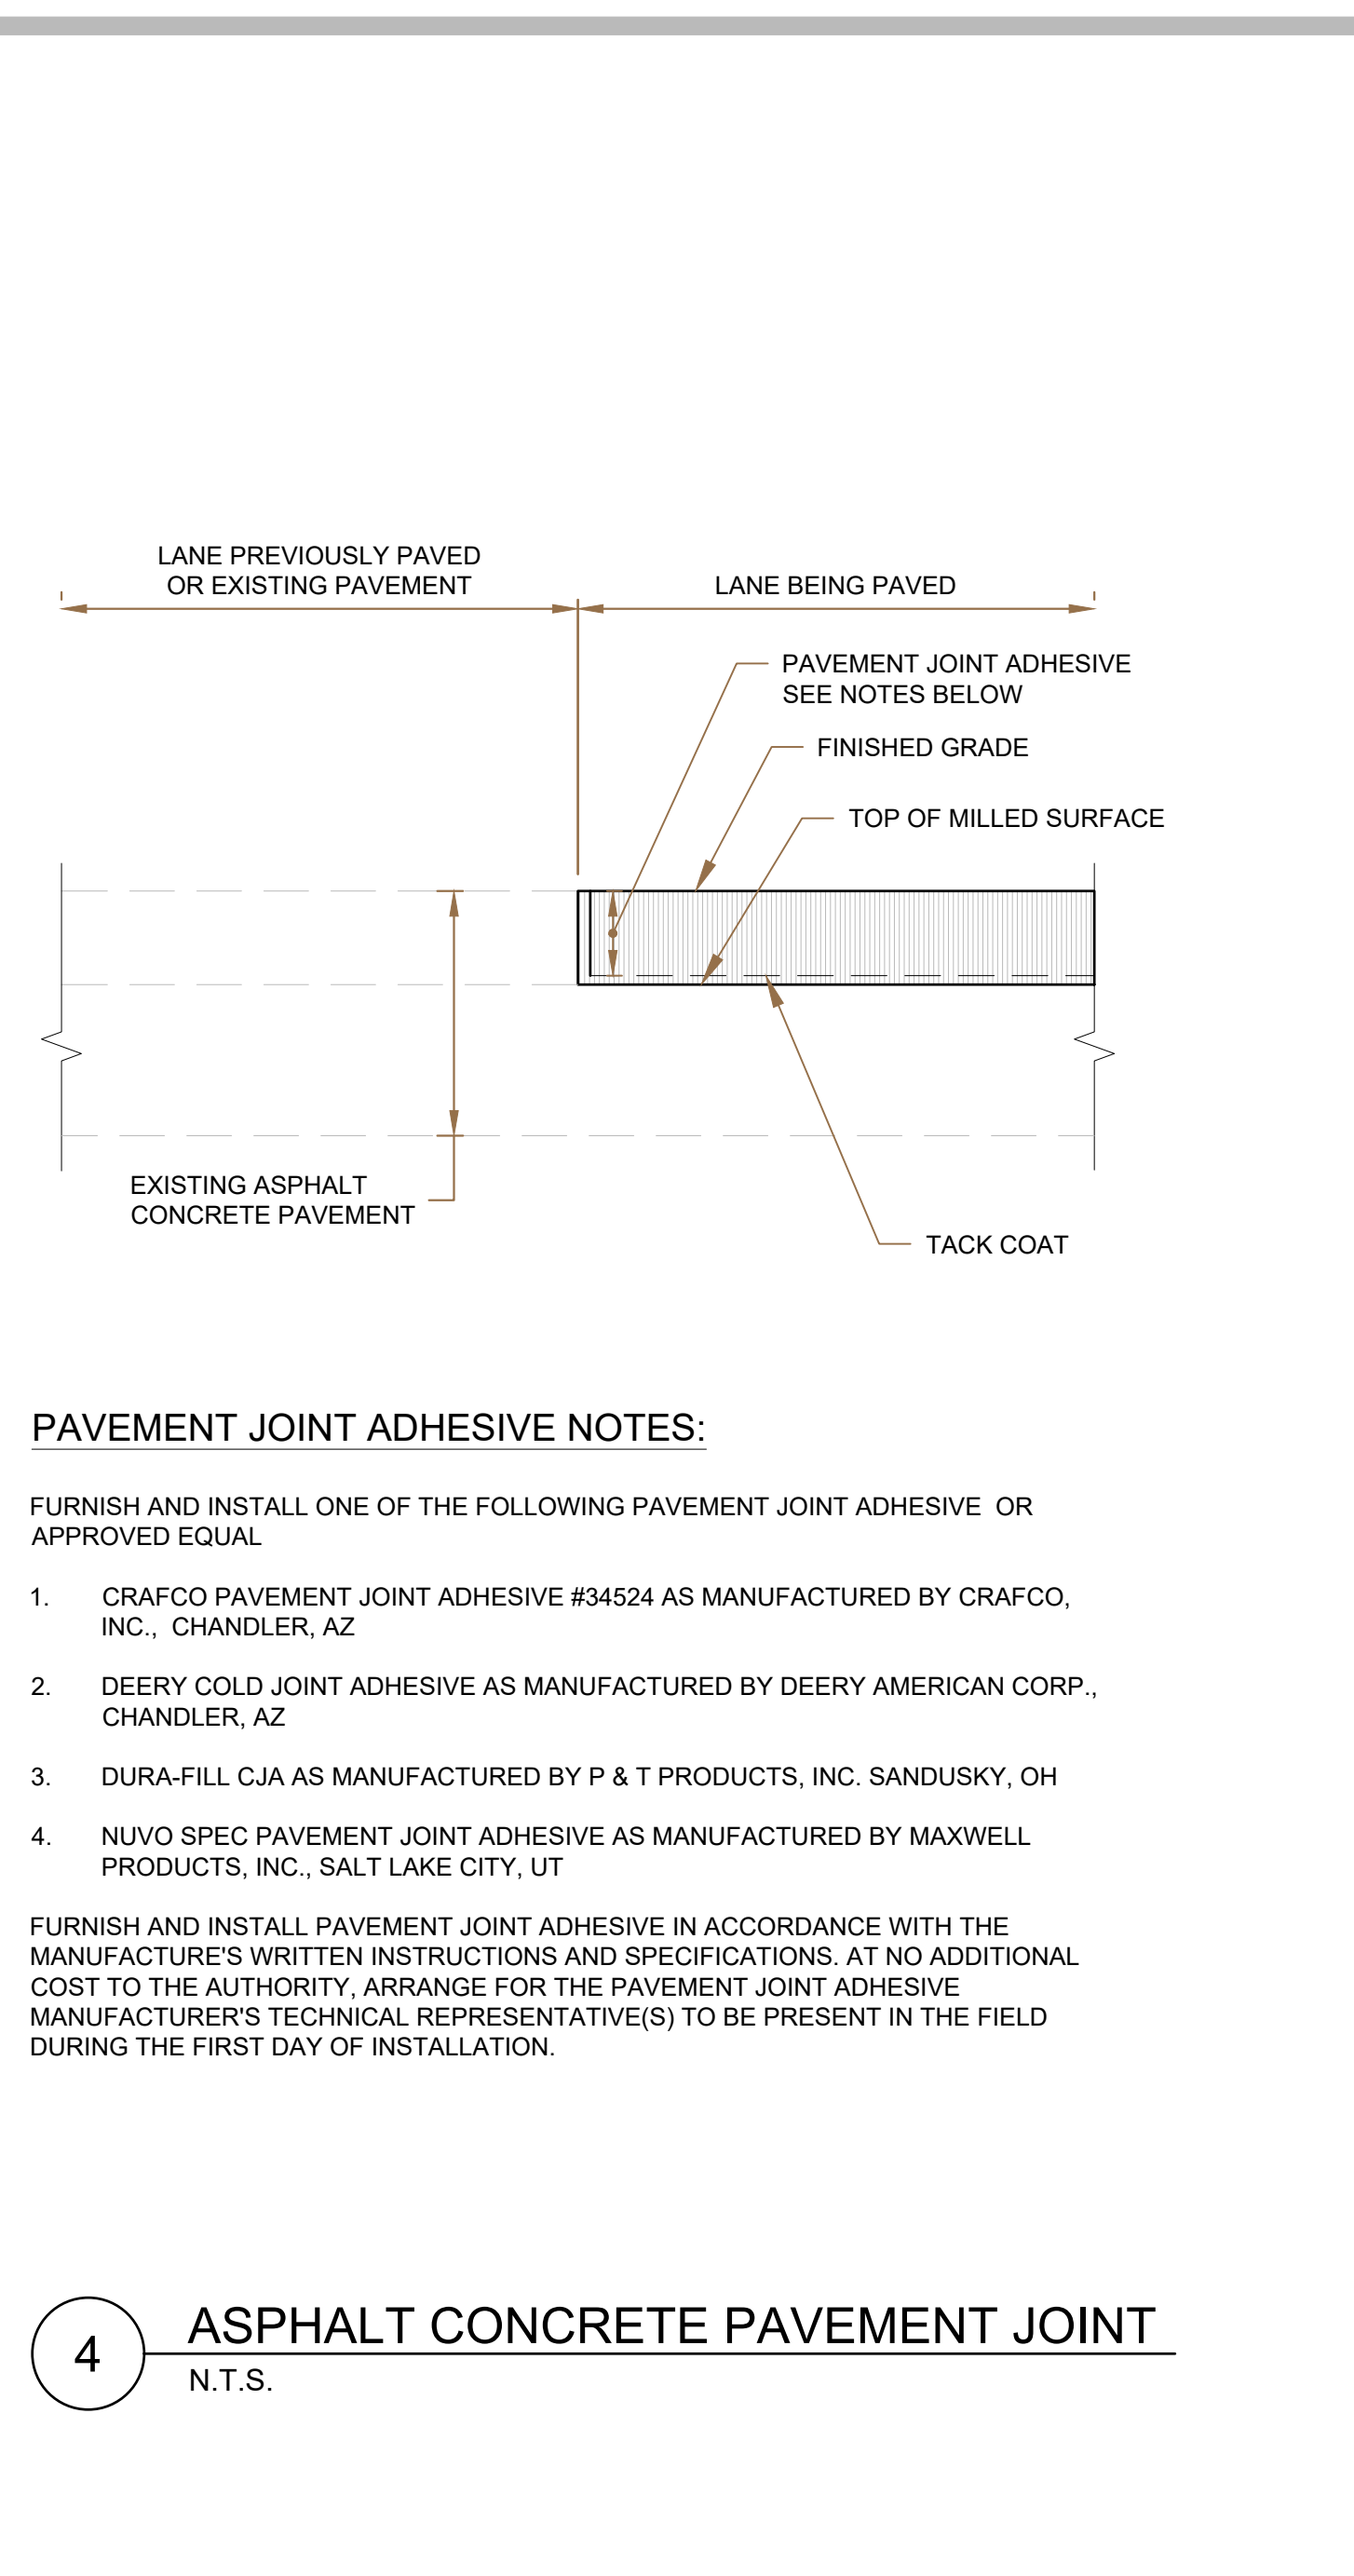 LANE PREVIOUSLY PAVED
OR EXISTING PAVEMENT
LANE BEING PAVED
PAVEMENT JOINT ADHESIVE
SEE NOTES BELOW
FINISHED GRADE
TOP OF MILLED SURFACE
EXISTING ASPHALT
CONCRETE PAVEMENT
TACK COAT
PAVEMENT JOINT ADHESIVE NOTES:
FURNISH AND INSTALL ONE OF THE FOLLOWING PAVEMENT JOINT ADHESIVE OR
APPROVED EQUAL
1. CRAFCO PAVEMENT JOINT ADHESIVE #34524 AS MANUFACTURED BY CRAFCO,
INC., CHANDLER, AZ
2. DEERY COLD JOINT ADHESIVE AS MANUFACTURED BY DEERY AMERICAN CORP.,
CHANDLER, AZ
3. DURA-FILL CJA AS MANUFACTURED BY P & T PRODUCTS, INC. SANDUSKY, OH
4. NUVO SPEC PAVEMENT JOINT ADHESIVE AS MANUFACTURED BY MAXWELL
PRODUCTS, INC., SALT LAKE CITY, UT
FURNISH AND INSTALL PAVEMENT JOINT ADHESIVE IN ACCORDANCE WITH THE
MANUFACTURE'S WRITTEN INSTRUCTIONS AND SPECIFICATIONS. AT NO ADDITIONAL
COST TO THE AUTHORITY, ARRANGE FOR THE PAVEMENT JOINT ADHESIVE
MANUFACTURER'S TECHNICAL REPRESENTATIVE(S) TO BE PRESENT IN THE FIELD
DURING THE FIRST DAY OF INSTALLATION.
4 ASPHALT CONCRETE PAVEMENT JOINT
N.T.S.